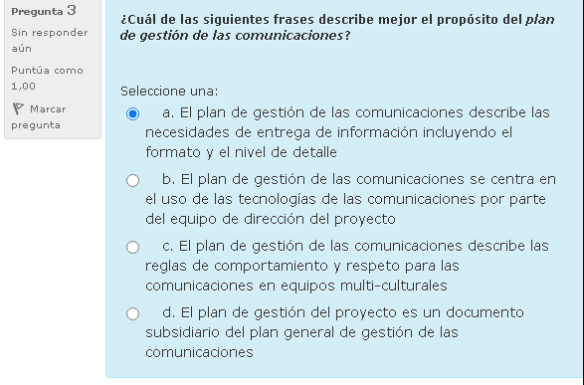 Pregunta 3
Sin responder
aún
Puntúa como
1,00
Marcar
pregunta
¿Cuál de las siguientes frases describe mejor el propósito del plan
de gestión de las comunicaciones?
Seleccione una:
a. El plan de gestión de las comunicaciones describe las
necesidades de entrega de información incluyendo el
formato y el nivel de detalle
b. El plan de gestión de las comunicaciones se centra en
el uso de las tecnologías de las comunicaciones por parte
del equipo de dirección del proyecto
c. El plan de gestión de las comunicaciones describe las
reglas de comportamiento y respeto para las
comunicaciones en equipos multi-culturales
d. El plan de gestión del proyecto es un documento
subsidiario del plan general de gestión de las
comunicaciones